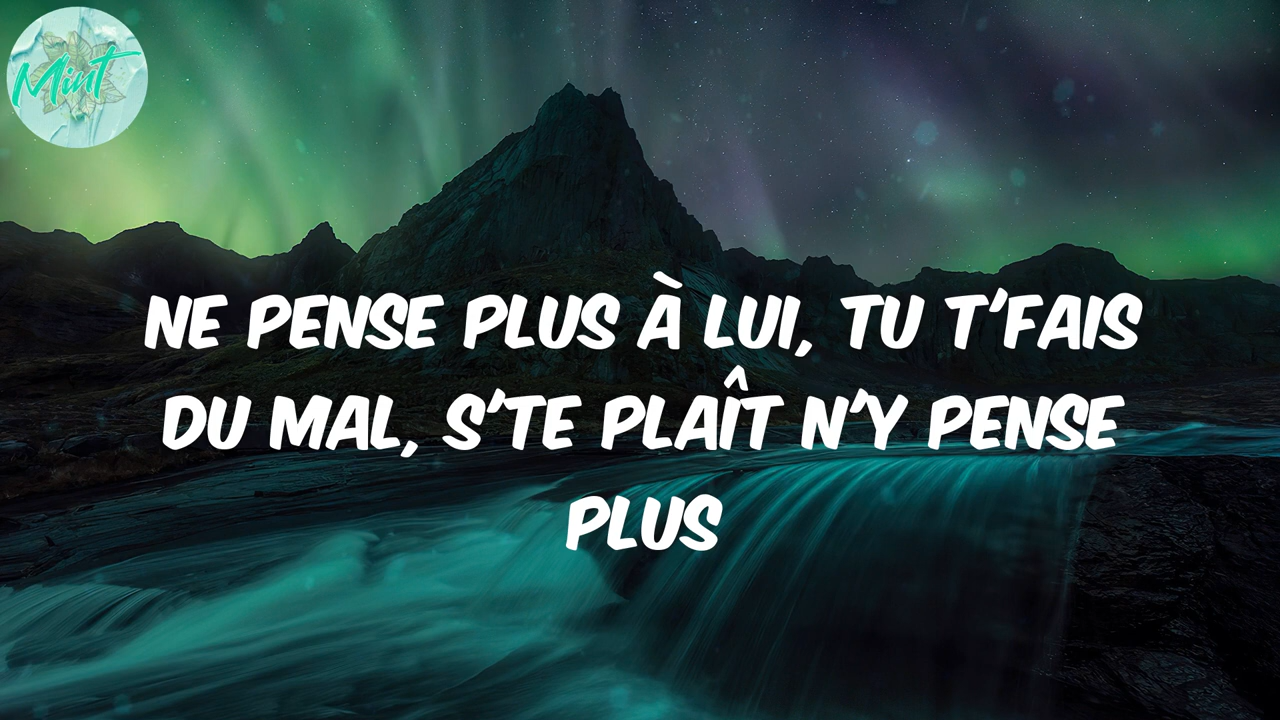 Mint
NE PENSE PLUS À LUI, TU T'FAIS
DU MAL, S'TE PLAÎT N'Y PENSE
PLUS